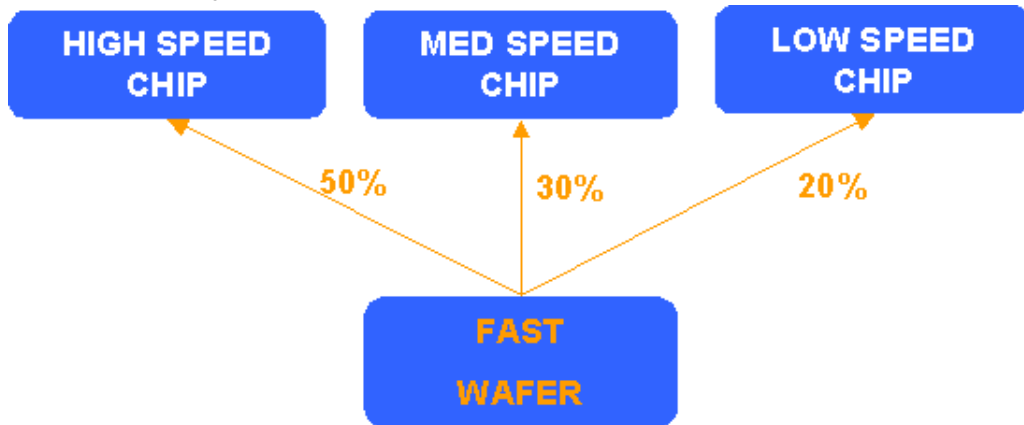 HIGH SPEED
CHIP
MED SPEED
CHIP
LOW SPEED
CHIP
50%
30%
20%
FAST
WAFER